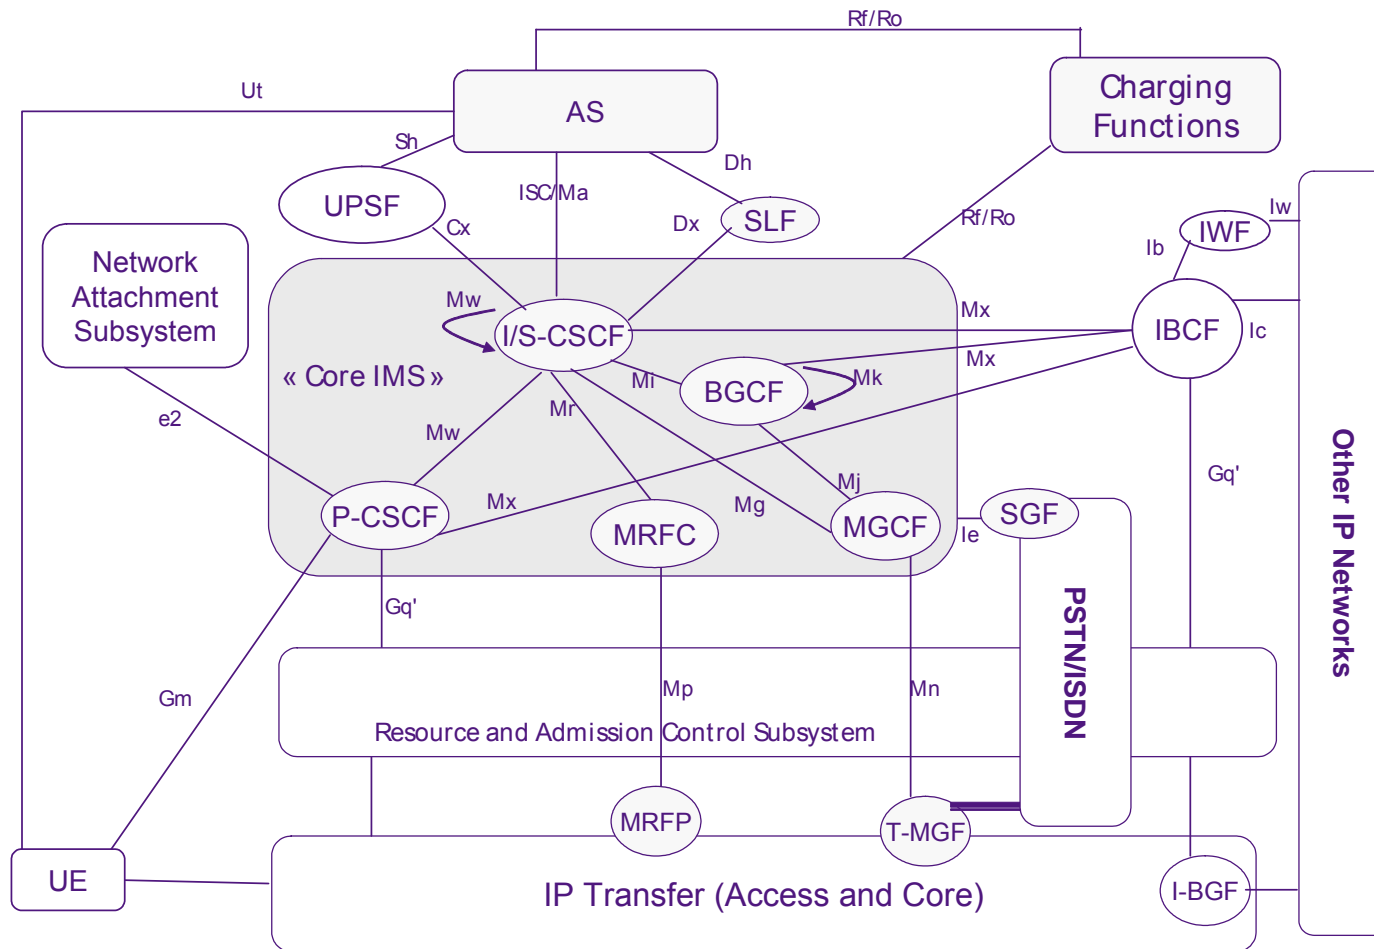 Rf/Ro
Ut
AS
Charging
Functions
Sh
Dh
ISC/Ma
UPSF
SLF
Cx
Dx
Rf/Ro
Iw
IWF
Ib
Network
Attachment
Subsystem
Mw
I/S-CSCF
Mx
IBCF
Ic
« Core IMS »
Mi
BGCF
Mk
Mx
Mr
e2
Mw
Mx
Mg
Mj
Gq'
P-CSCF
MRFC
MGCF
Ie
SGF
Other IP Networks
PSTN/ISDN
Gq'
Gm
Mp
Mn
Resource and Admission Control Subsystem
MRFP
T-MGF
UE
IP Transfer (Access and Core)
I-BGF